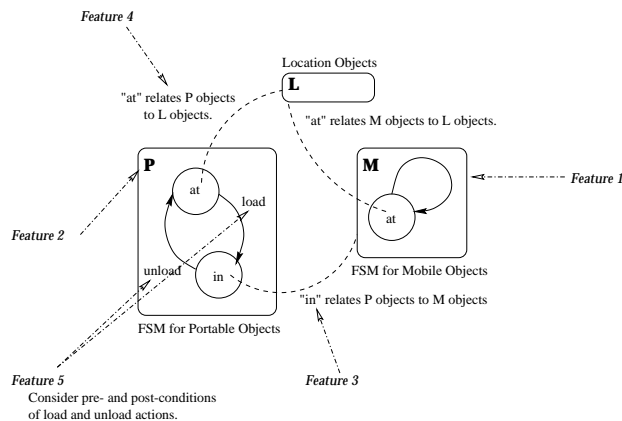 Feature 4
Location Objects
L
"at" relates P objects
to L objects.
"at" relates M objects to L objects.
P
M
at
load
at
Feature 1
Feature 2
unload
in
FSM for Mobile Objects
"in" relates P objects to M objects
FSM for Portable Objects
Feature 5
Feature 3
Consider pre- and post-conditions
of load and unload actions.